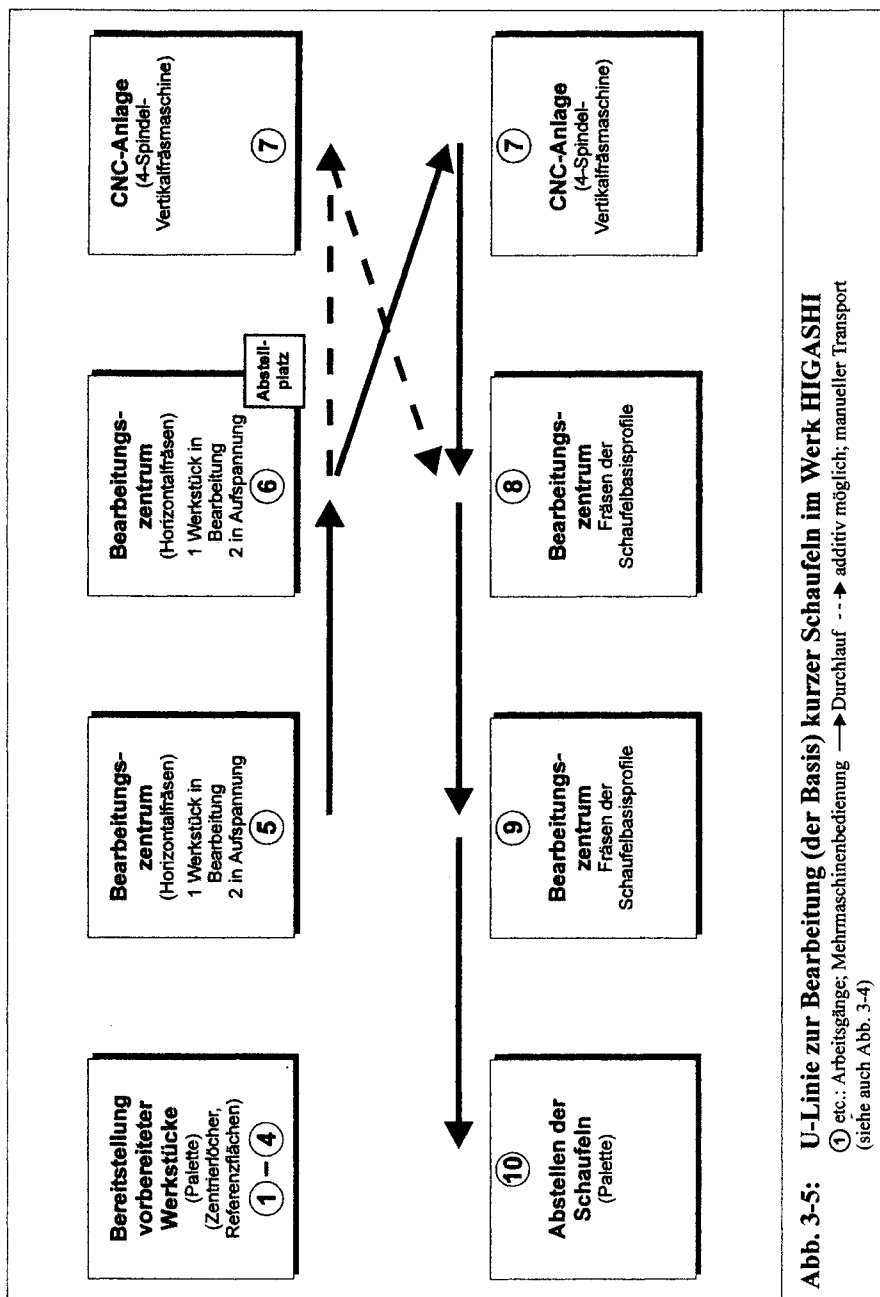 Bereitstellung
vorbereiteter
Werkstücke
(Palette)
(Zentrierlöcher,
Referenzflächen)
1 – 4
Bearbeitungs-
zentrum
(Horizontalfräsen)
1 Werkstück in
Bearbeitung
2 in Aufspannung
5
Bearbeitungs-
zentrum
(Horizontalfräsen)
1 Werkstück in
Bearbeitung
2 in Aufspannung
6
Abstell-
platz
CNC-Anlage
(4-Spindel-
Vertikalfräsmaschine)
7
10
Abstellen der
Schaufeln
(Palette)
9
Bearbeitungs-
zentrum
Fräsen der
Schaufelbasisprofile
8
Bearbeitungs-
zentrum
Fräsen der
Schaufelbasisprofile
7
CNC-Anlage
(4-Spindel-
Vertikalfräsmaschine)
Abb. 3-5: U-Linie zur Bearbeitung (der Basis) kurzer Schaufeln im Werk HIGASHI
① etc.: Arbeitsgänge; Mehrmaschinenbedienung ⟶ Durchlauf - - -➔ additiv möglich; manueller Transport
(siehe auch Abb. 3-4)